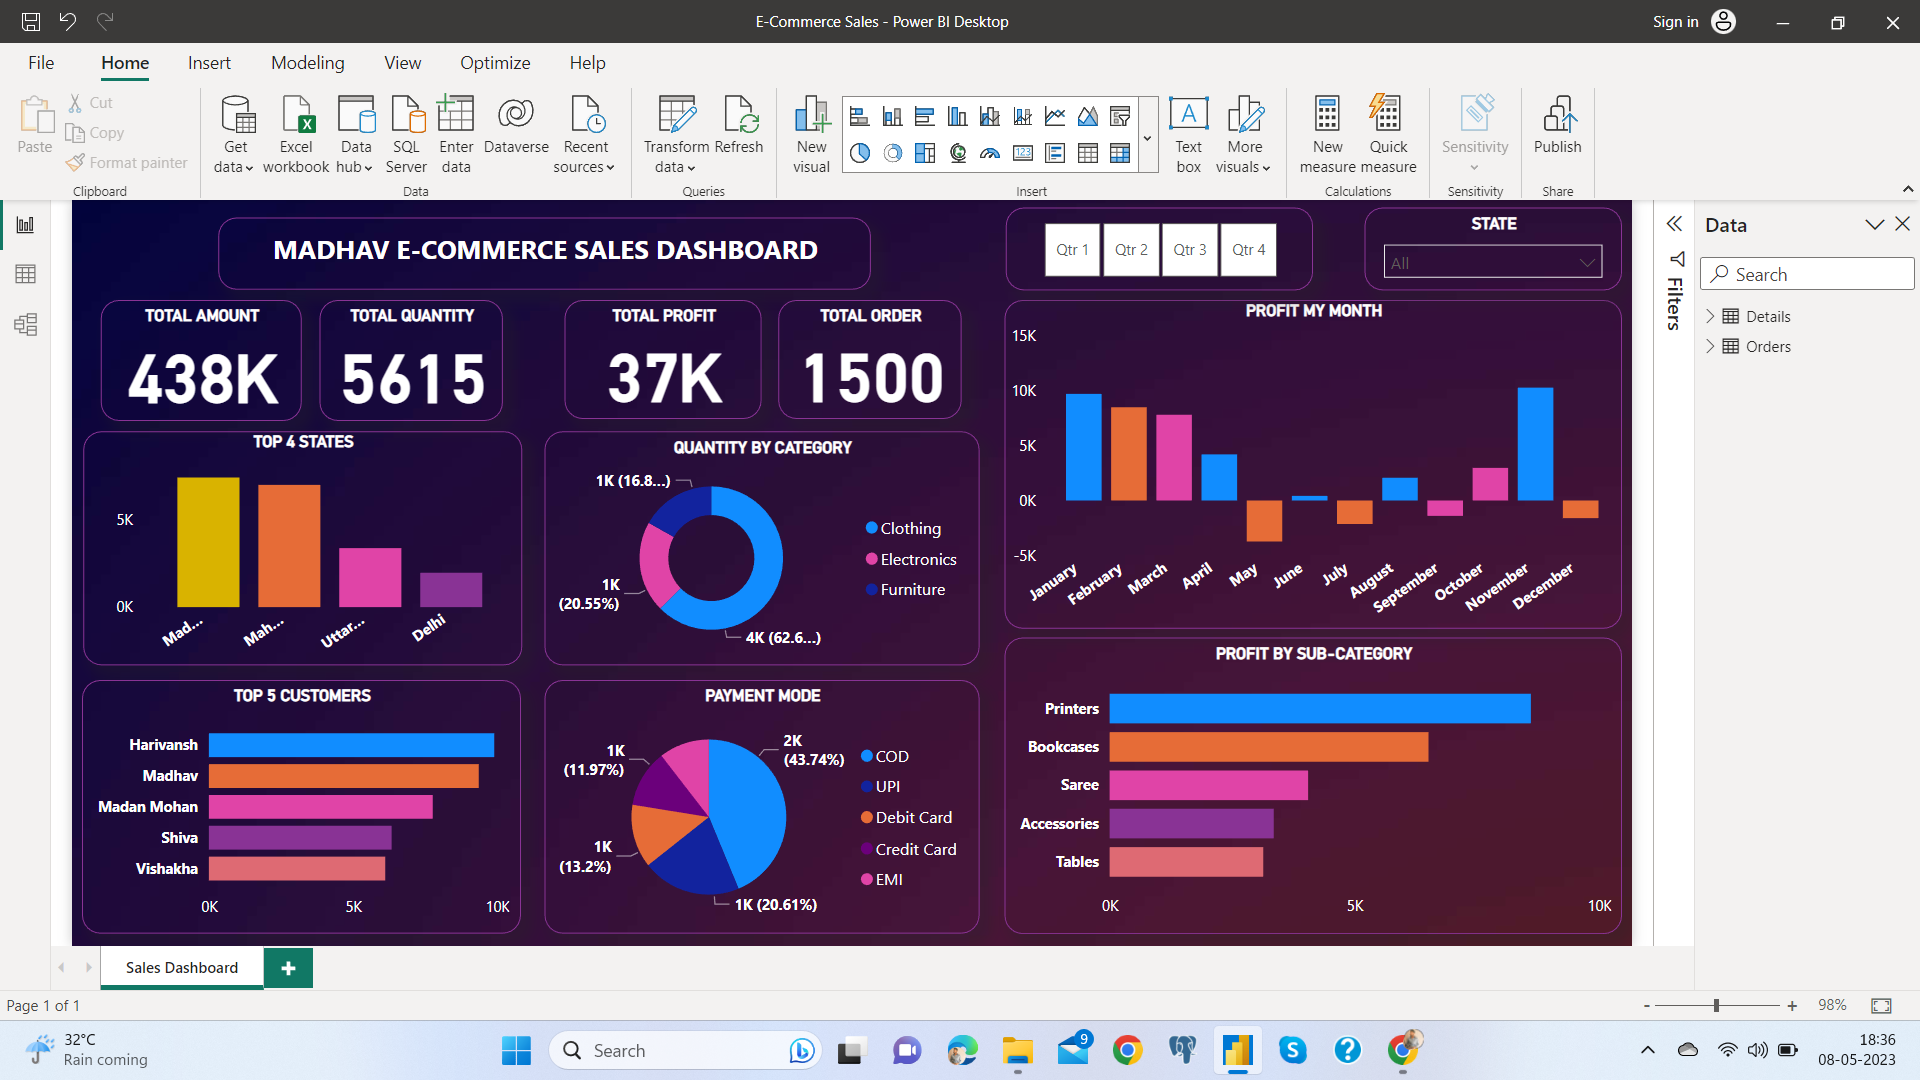 E-Commerce Sales - Power BI Desktop
Sign in
File Home Insert Modeling View Optimize Help
Paste
Cut
Copy
Format painter
Clipboard
Get data
Excel workbook
Data hub
SQL Server
Enter data
Dataverse
Recent sources
Data
Transform data
Refresh
Queries
New visual
123
Insert
A
Text box
More visuals
New measure
Quick measure
Calculations
Sensitivity
Sensitivity
Publish
Share
MADHAV E-COMMERCE SALES DASHBOARD
Qtr 1 Qtr 2 Qtr 3 Qtr 4
STATE
All
TOTAL AMOUNT
438K
TOTAL QUANTITY
5615
TOTAL PROFIT
37K
TOTAL ORDER
1500
PROFIT MY MONTH
15K
10K
5K
0K
-5K
January February March April May June July August September October November December
TOP 4 STATES
5K
0K
Mad... Mah... Uttar... Delhi
QUANTITY BY CATEGORY
1K (16.8...)
1K
(20.55%)
4K (62.6...)
Clothing
Electronics
Furniture
TOP 5 CUSTOMERS
Harivansh
Madhav
Madan Mohan
Shiva
Vishakha
0K 5K 10K
PAYMENT MODE
2K
(43.74%)
1K
(11.97%)
1K
(13.2%)
1K (20.61%)
COD
UPI
Debit Card
Credit Card
EMI
PROFIT BY SUB-CATEGORY
Printers
Bookcases
Saree
Accessories
Tables
0K 5K 10K
Filters
Data
Search
Details
Orders
Sales Dashboard
Page 1 of 1
- + 98%
32°C
Rain coming
Search
9
18:36
08-05-2023